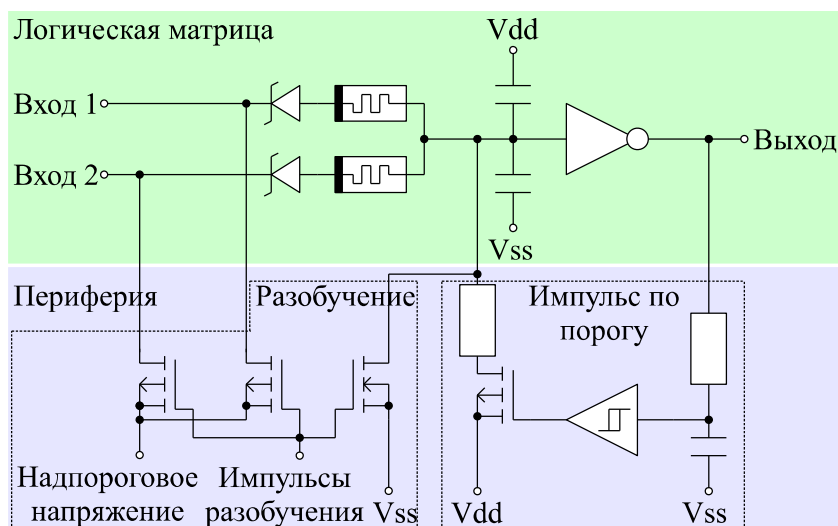 Логическая матрица
Vdd
Вход 1
Выход
Вход 2
Vss
Периферия
Разобучение
Импульс по
порогу
Надпороговое
напряжение
Импульсы
разобучения
Vss
Vdd
Vss